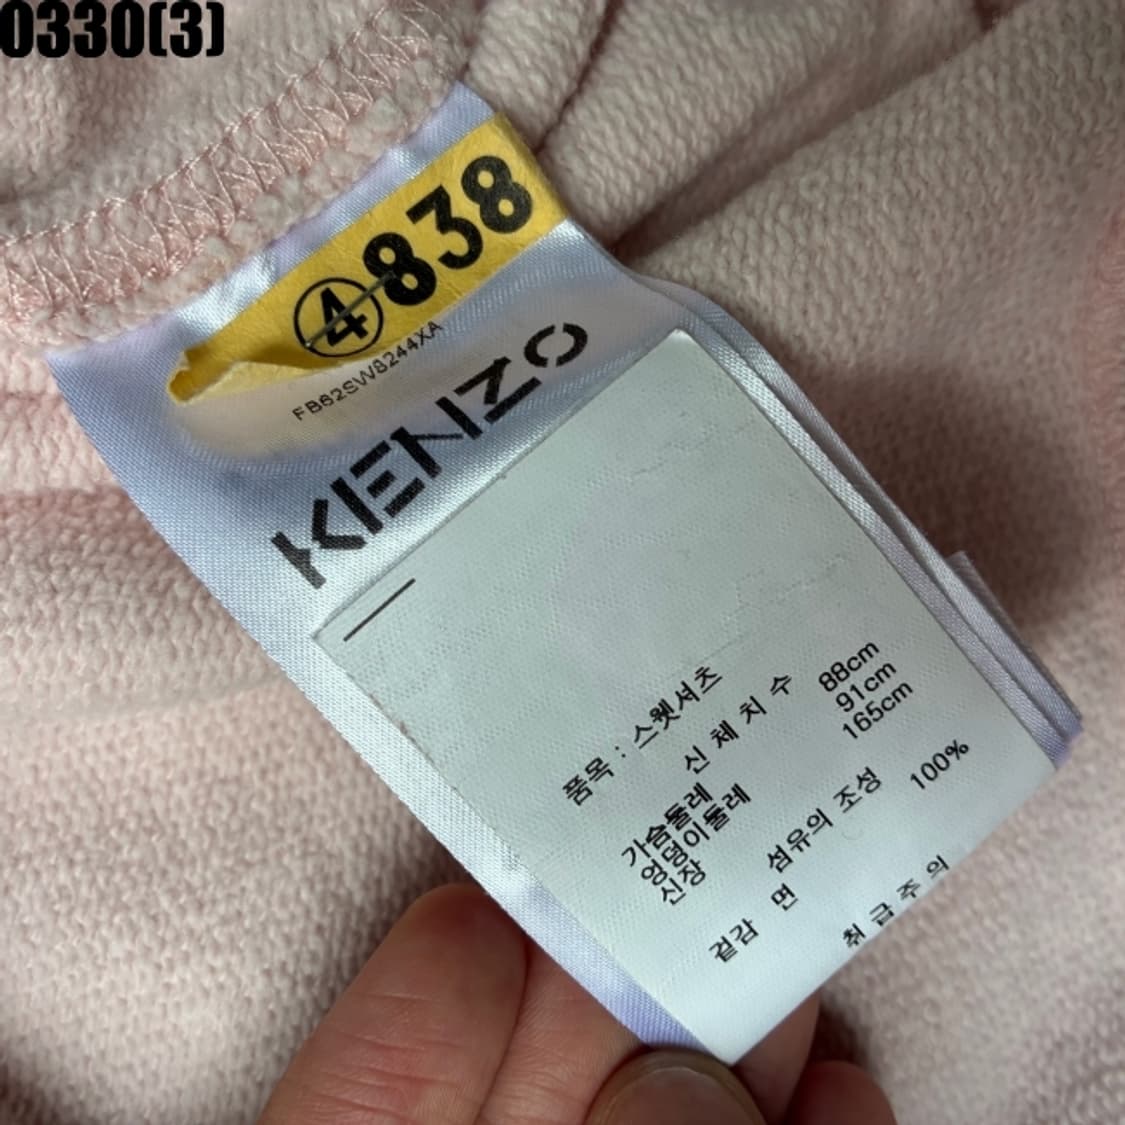 0330(3)
④838
FB62SW8244XA
KENZO
품목 : 스웻셔츠
신 체 치 수
가슴둘레 88cm
엉덩이둘레 91cm
신장 165cm
섬유의 조성
겉감 면 100%
취 급 주 의